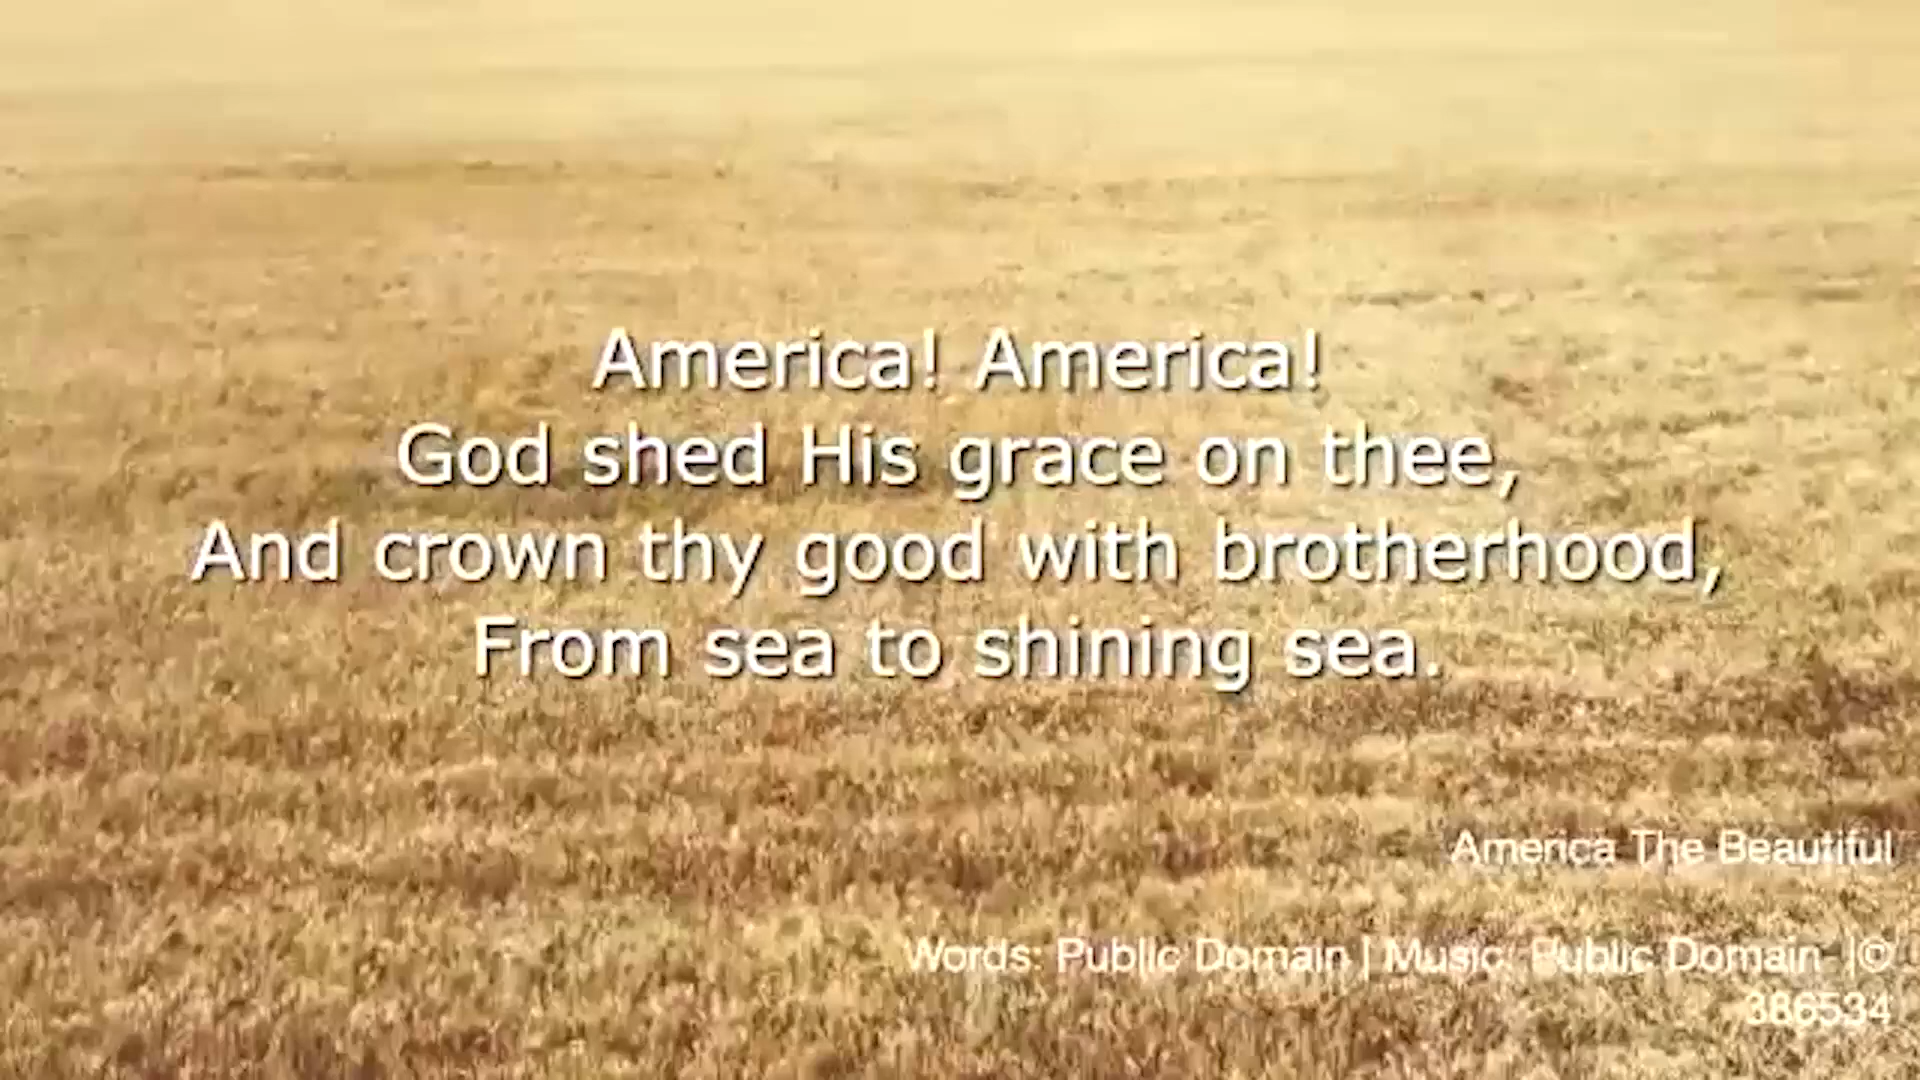 America! America!
God shed His grace on thee,
And crown thy good with brotherhood,
From sea to shining sea.
America The Beautiful
Words: Public Domain | Music: Public Domain |©
386534